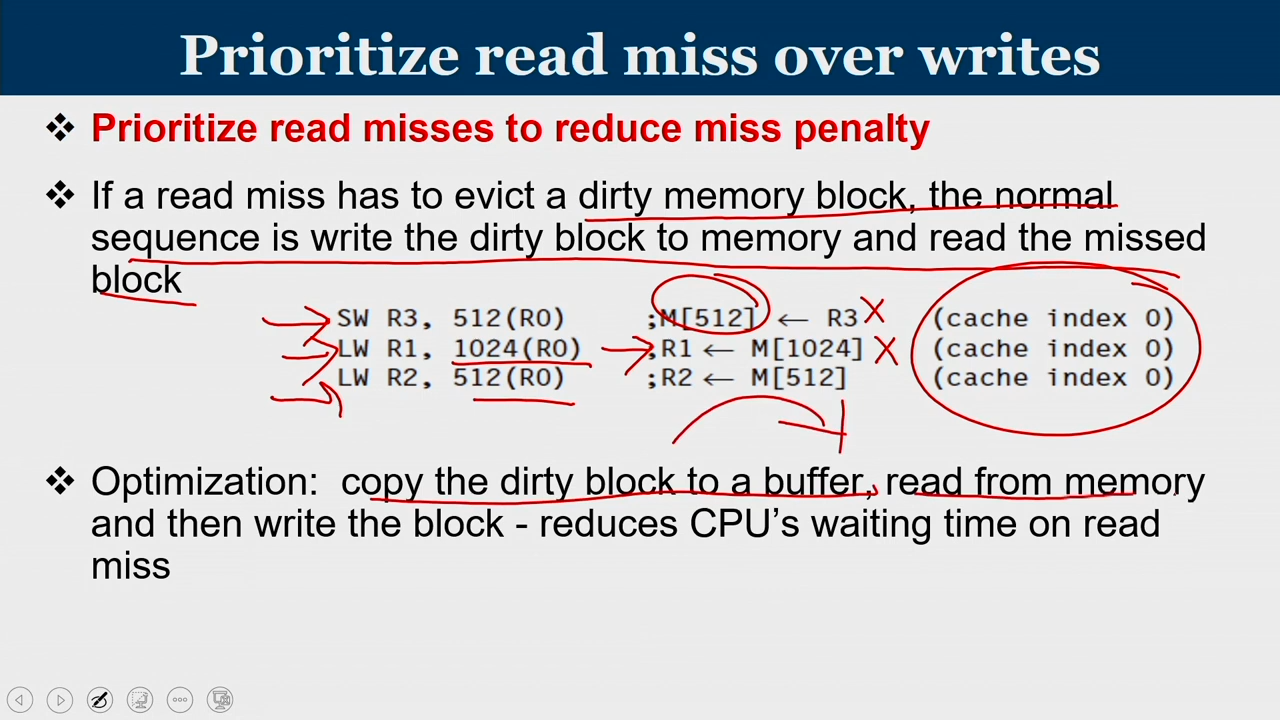 Prioritize read miss over writes
❖ Prioritize read misses to reduce miss penalty
❖ If a read miss has to evict a dirty memory block, the normal
sequence is write the dirty block to memory and read the missed
block
SW R3, 512(R0) ;M[512] ← R3 X (cache index 0)
LW R1, 1024(R0) ;R1 ← M[1024] X (cache index 0)
LW R2, 512(R0) ;R2 ← M[512] (cache index 0)
❖ Optimization: copy the dirty block to a buffer, read from memory
and then write the block - reduces CPU’s waiting time on read
miss